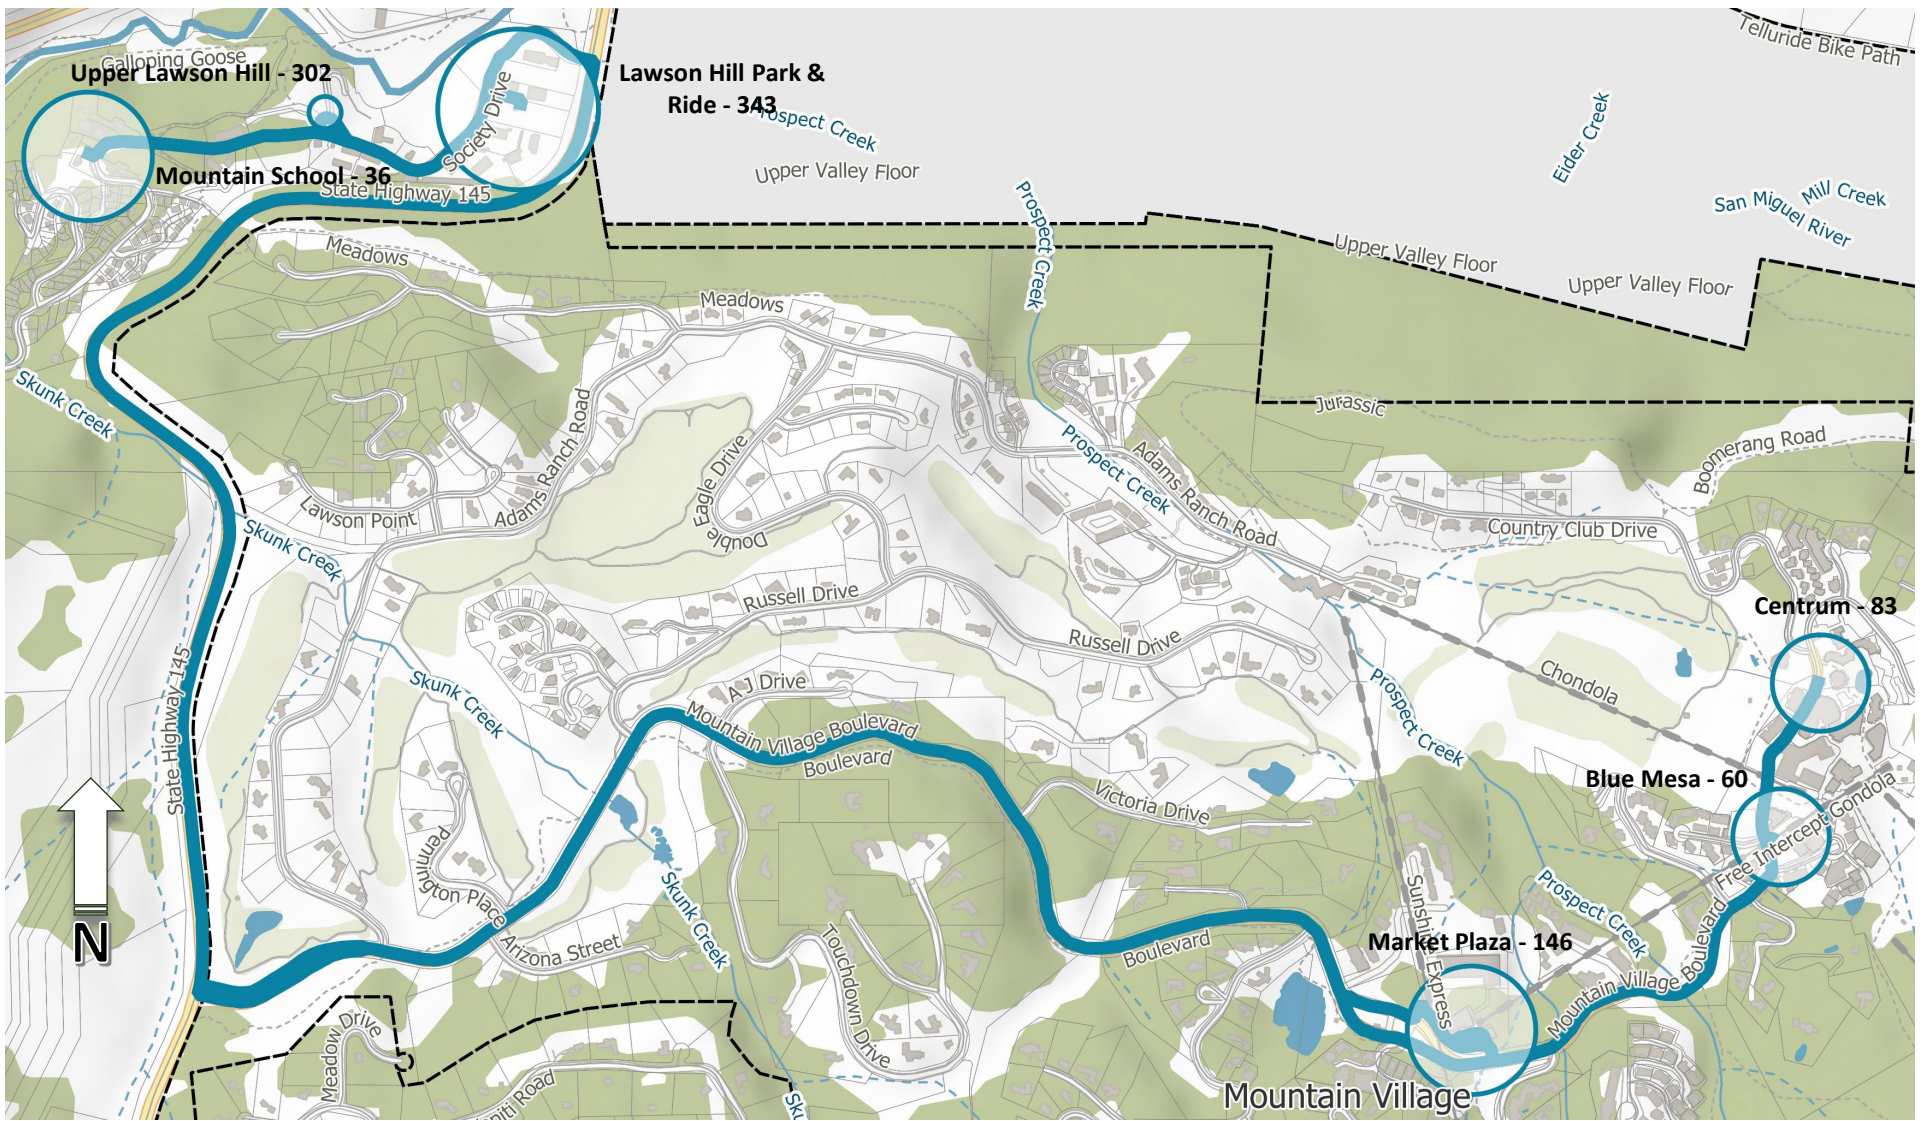 Telluride Bike Path
Galloping Goose
Upper Lawson Hill - 302
Lawson Hill Park &
Ride - 343
Society Drive
Prospect Creek
Eider Creek
Upper Valley Floor
Mountain School - 36
State Highway 145
Mill Creek
San Miguel River
Prospect Creek
Meadows
Upper Valley Floor
Upper Valley Floor
Meadows
Skunk Creek
Jurassic
Boomerang Road
Adams Ranch Road
Double Eagle Drive
Prospect Creek
Adams Ranch Road
Lawson Point
Country Club Drive
Skunk Creek
Russell Drive
Russell Drive
Centrum - 83
State Highway 145
Skunk Creek
A J Drive
Chondola
Prospect Creek
Mountain Village Boulevard
Boulevard
Blue Mesa - 60
Victoria Drive
Free Intercept Gondola
Pennington Place
Skunk Creek
Sunshine Express
Prospect Creek
N
Arizona Street
Touchdown Drive
Boulevard
Market Plaza - 146
Mountain Village Boulevard
Meadow Drive
Mountain Village
Road